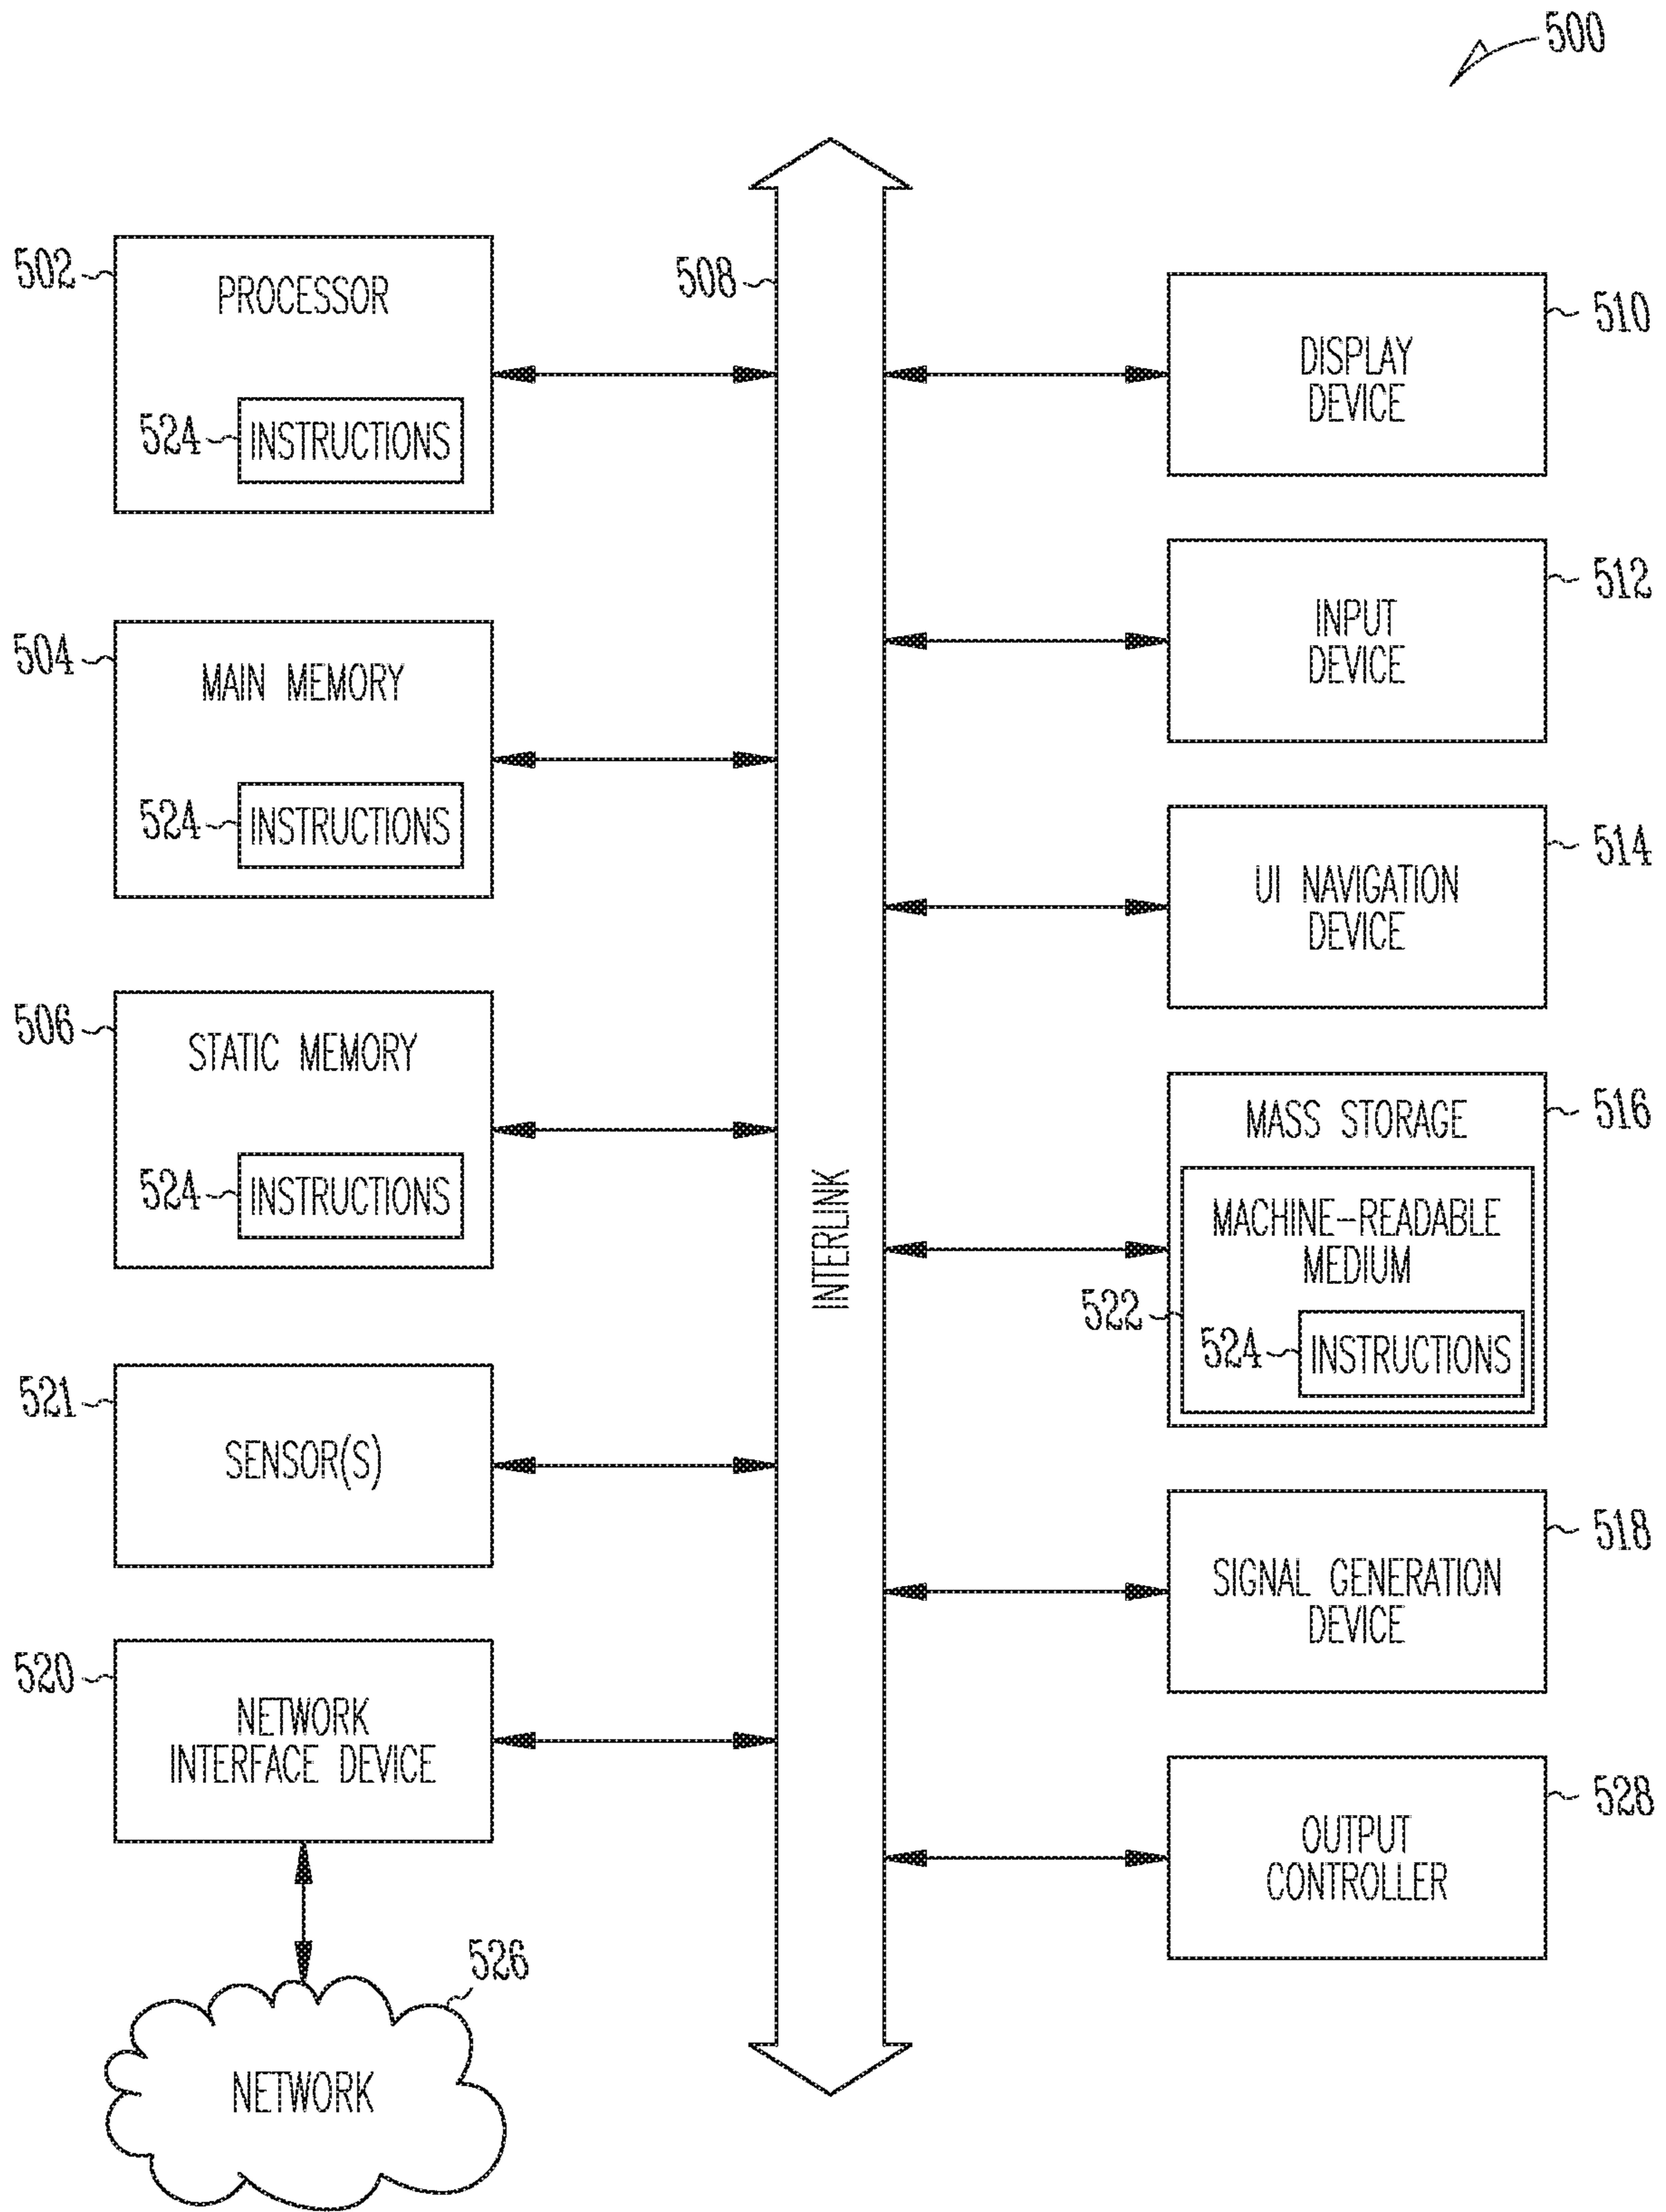 500
502
PROCESSOR
524
INSTRUCTIONS
504
MAIN MEMORY
524
INSTRUCTIONS
506
STATIC MEMORY
524
INSTRUCTIONS
521
SENSOR(S)
520
NETWORK
INTERFACE DEVICE
526
NETWORK
508
INTERLINK
510
DISPLAY
DEVICE
512
INPUT
DEVICE
514
UI NAVIGATION
DEVICE
516
MASS STORAGE
MACHINE-READABLE
MEDIUM
522
524
INSTRUCTIONS
518
SIGNAL GENERATION
DEVICE
528
OUTPUT
CONTROLLER